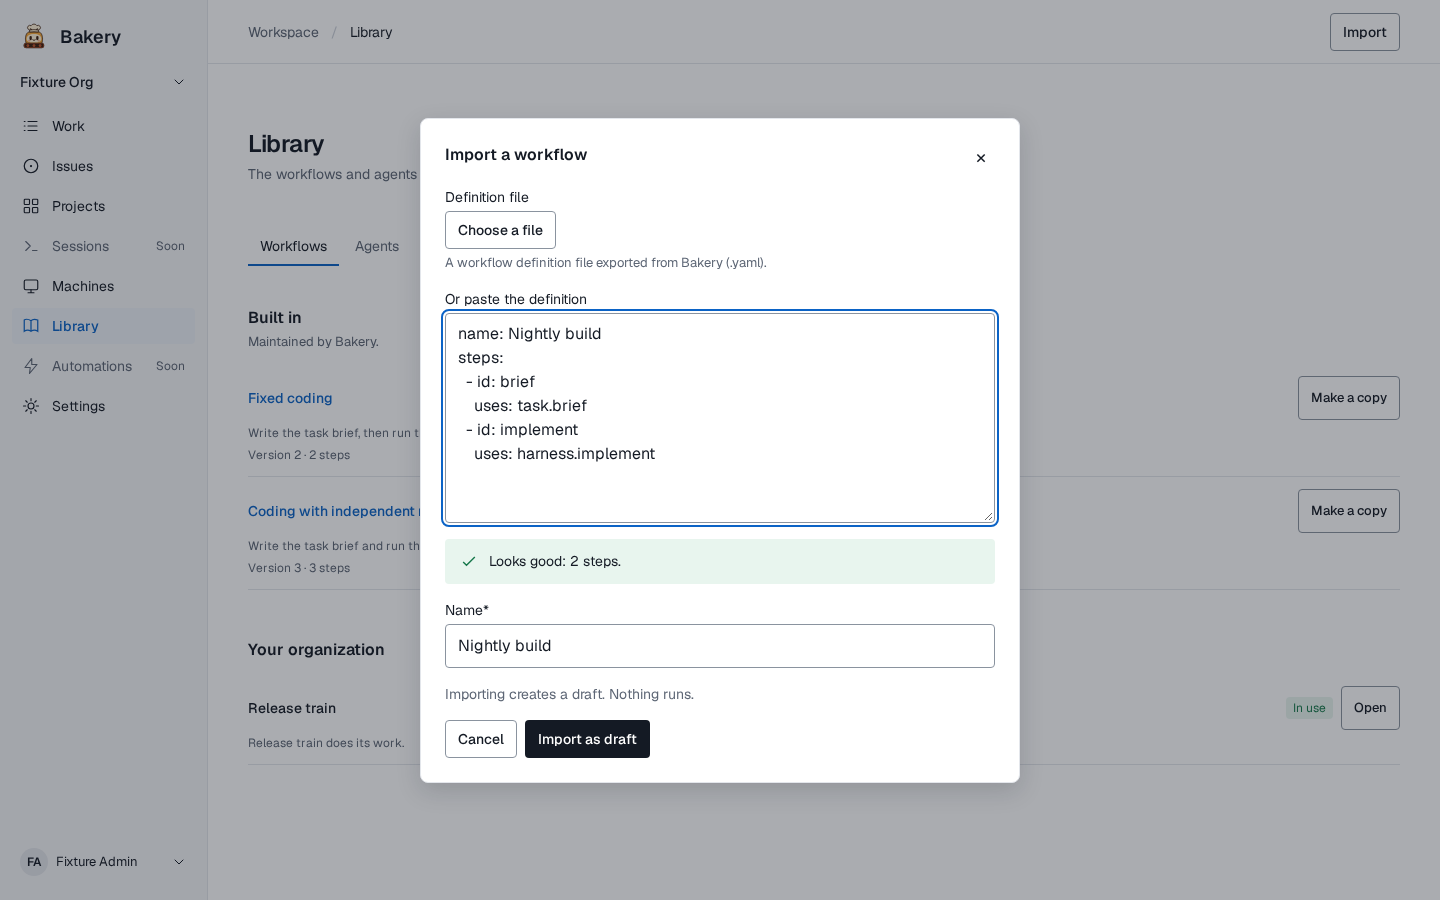 Bakery
Fixture Org
Work
Issues
Projects
Sessions Soon
Machines
Library
Automations Soon
Settings
FA Fixture Admin
Workspace / Library
Import
Library
The workflows and agents
Workflows Agents
Built in
Maintained by Bakery.
Fixed coding
Make a copy
Write the task brief, then run t
Version 2 · 2 steps
Coding with independent
Make a copy
Write the task brief and run th
Version 3 · 3 steps
Your organization
Release train
In use
Open
Release train does its work.
Import a workflow
Definition file
Choose a file
A workflow definition file exported from Bakery (.yaml).
Or paste the definition
name: Nightly build
steps:
  - id: brief
    uses: task.brief
  - id: implement
    uses: harness.implement
Looks good: 2 steps.
Name*
Nightly build
Importing creates a draft. Nothing runs.
Cancel
Import as draft